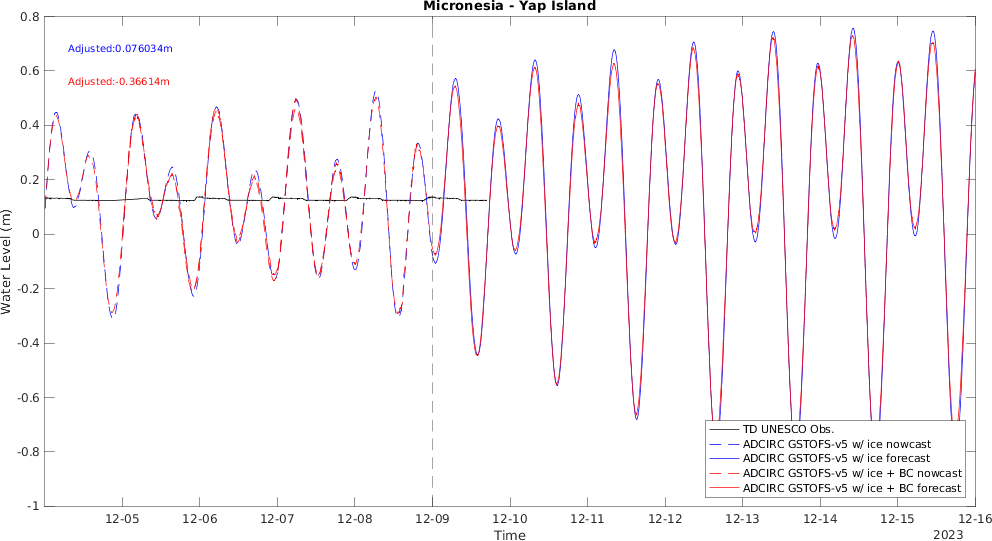 Micronesia - Yap Island
Adjusted:0.076034m
Adjusted:-0.36614m
Water Level (m)
0.8
0.6
0.4
0.2
0
-0.2
-0.4
-0.6
-0.8
-1
TD UNESCO Obs.
ADCIRC GSTOFS-v5 w/ ice nowcast
ADCIRC GSTOFS-v5 w/ ice forecast
ADCIRC GSTOFS-v5 w/ ice + BC nowcast
ADCIRC GSTOFS-v5 w/ ice + BC forecast
12-05 12-06 12-07 12-08 12-09 12-10 12-11 12-12 12-13 12-14 12-15 12-16
Time
2023